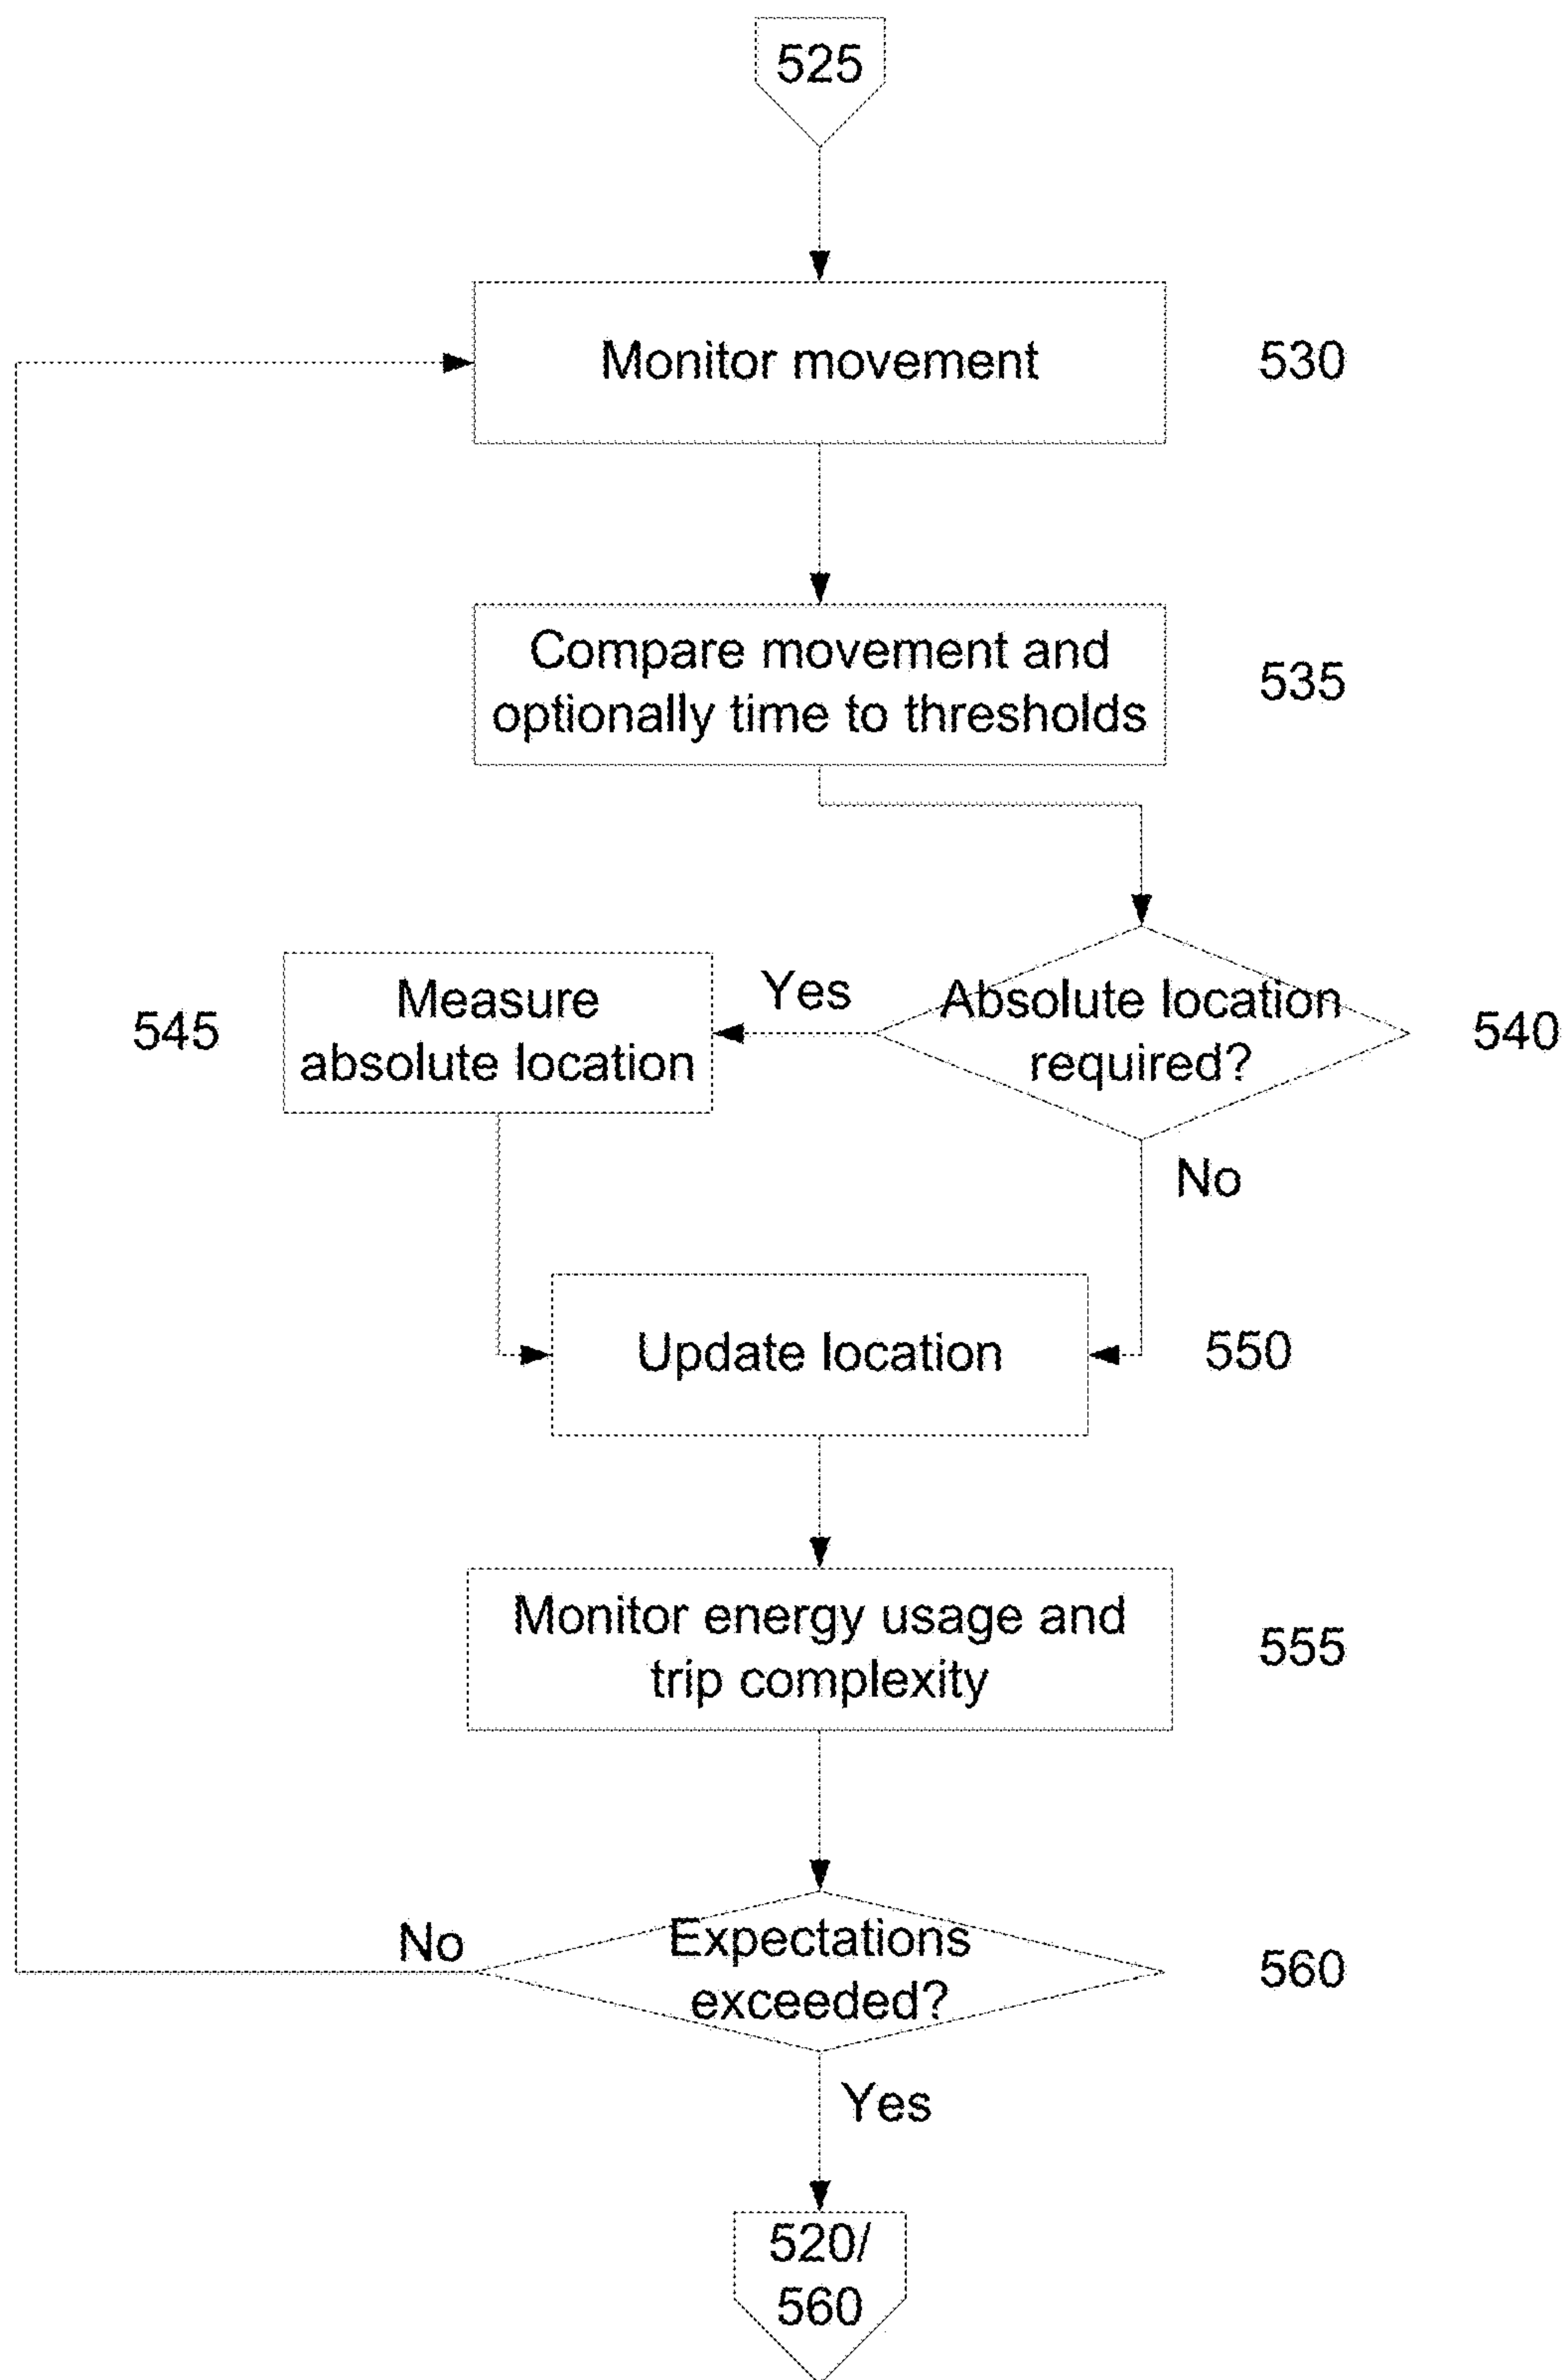 525
Monitor movement
530
Compare movement and
optionally time to thresholds
535
Measure
absolute location
545
Yes
Absolute location
required?
540
No
Update location
550
Monitor energy usage and
trip complexity
555
No
Expectations
exceeded?
560
Yes
520/
560